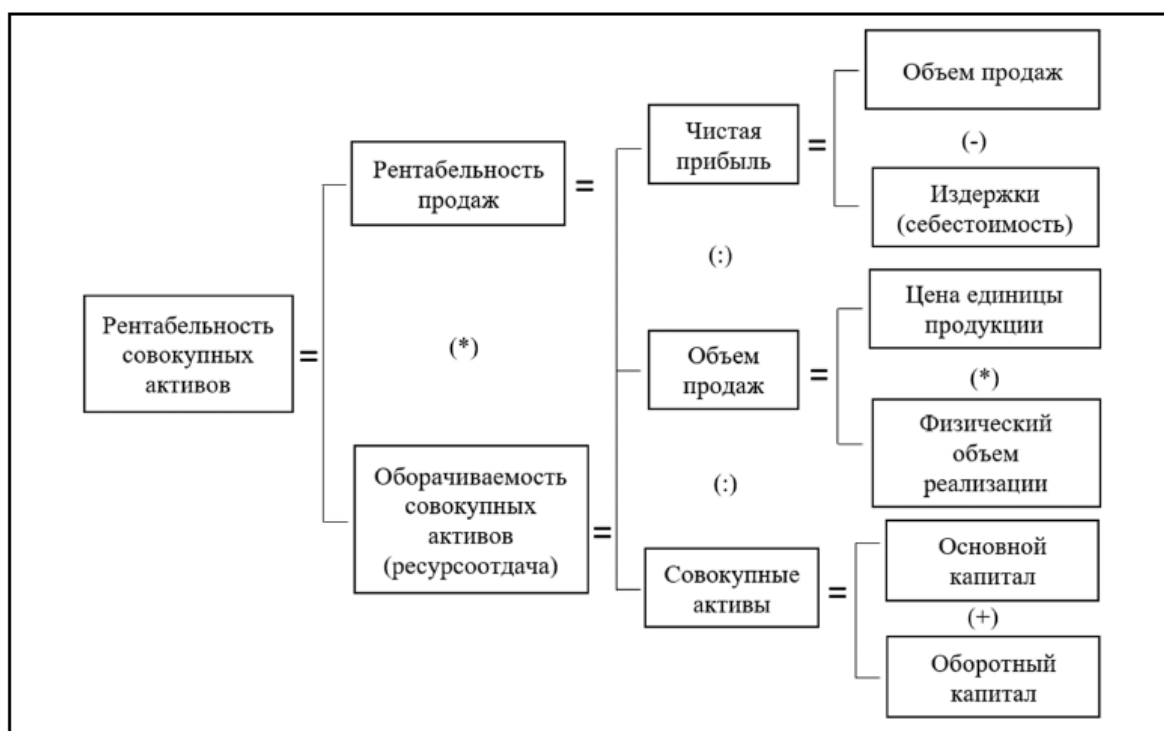 Рентабельность
совокупных
активов
=
Рентабельность
продаж
=
(*)
Оборачиваемость
совокупных
активов
(ресурсоотдача)
=
Чистая
прибыль
=
(:)
Объем
продаж
=
(:)
Совокупные
активы
=
Объем продаж
(-)
Издержки
(себестоимость)
Цена единицы
продукции
(*)
Физический
объем
реализации
Основной
капитал
(+)
Оборотный
капитал